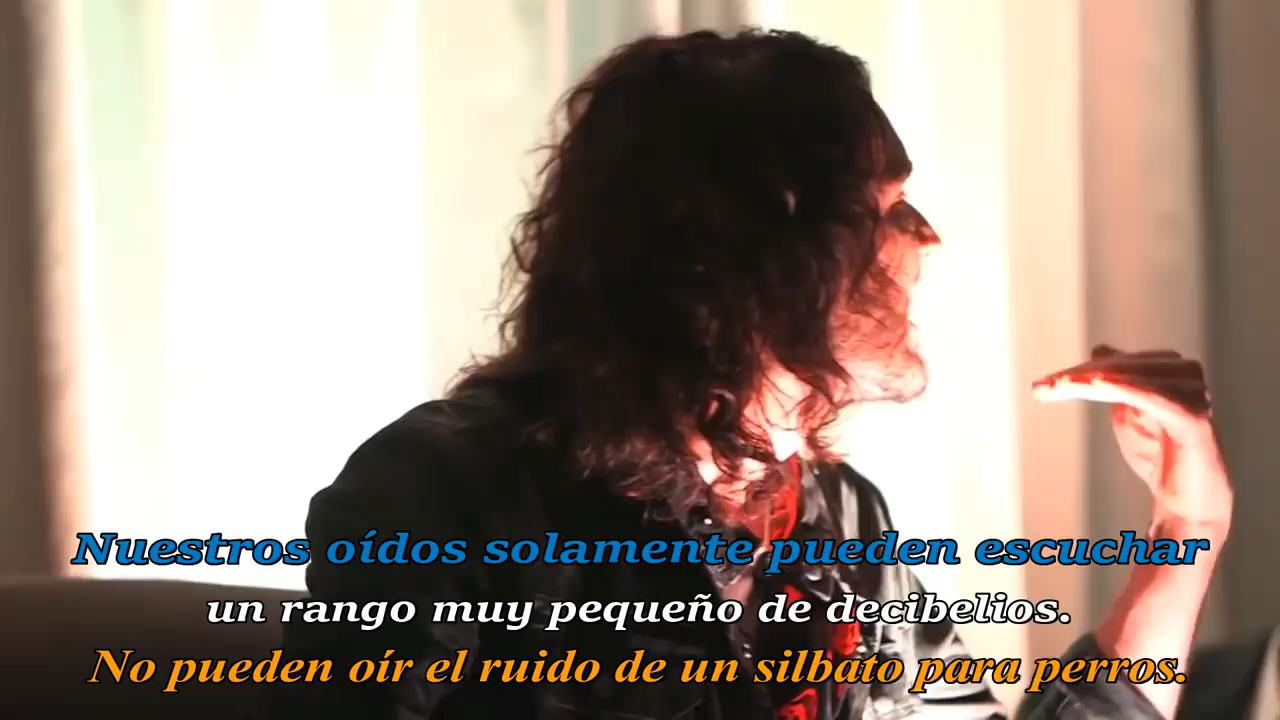 Nuestros oídos solamente pueden escuchar
un rango muy pequeño de decibelios.
No pueden oír el ruido de un silbato para perros.